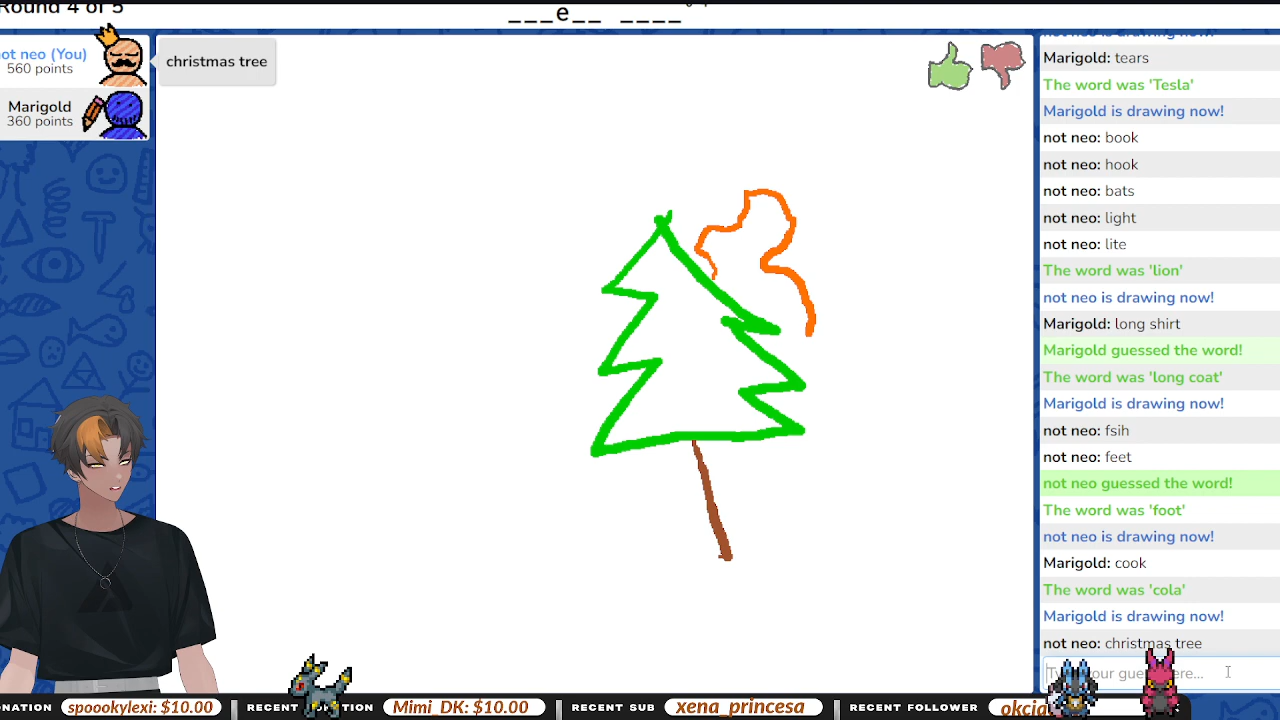 Round 4 of 5
___e__ ____
not neo (You)
560 points
Marigold
360 points
christmas tree
Marigold: tears
The word was 'Tesla'
Marigold is drawing now!
not neo: book
not neo: hook
not neo: bats
not neo: light
not neo: lite
The word was 'lion'
not neo is drawing now!
Marigold: long shirt
Marigold guessed the word!
The word was 'long coat'
Marigold is drawing now!
not neo: fsih
not neo: feet
not neo guessed the word!
The word was 'foot'
not neo is drawing now!
Marigold: cook
The word was 'cola'
Marigold is drawing now!
not neo: christmas tree
NATION spoookylexi: $10.00 RECENT TION Mimi_DK: $10.00 RECENT SUB xena_princesa RECENT FOLLOWER okcia